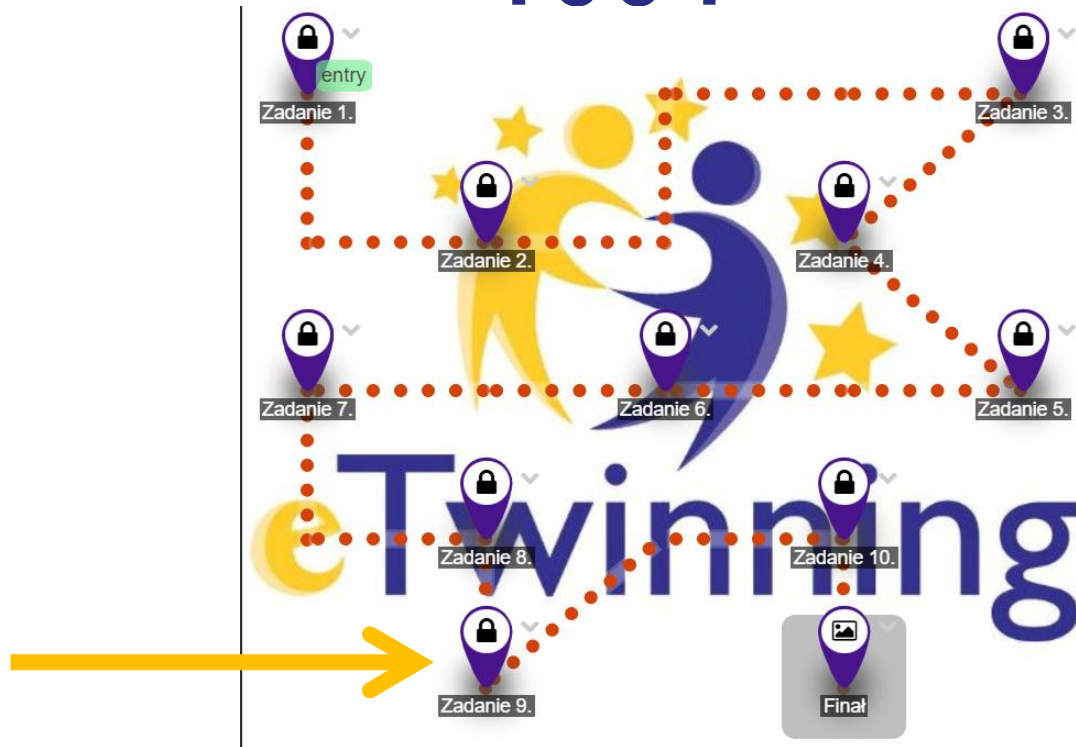 entry
Zadanie 1.
Zadanie 3.
Zadanie 2.
Zadanie 4.
Zadanie 7.
Zadanie 6.
Zadanie 5.
eTwinning
Zadanie 8.
Zadanie 10.
Zadanie 9.
Finał